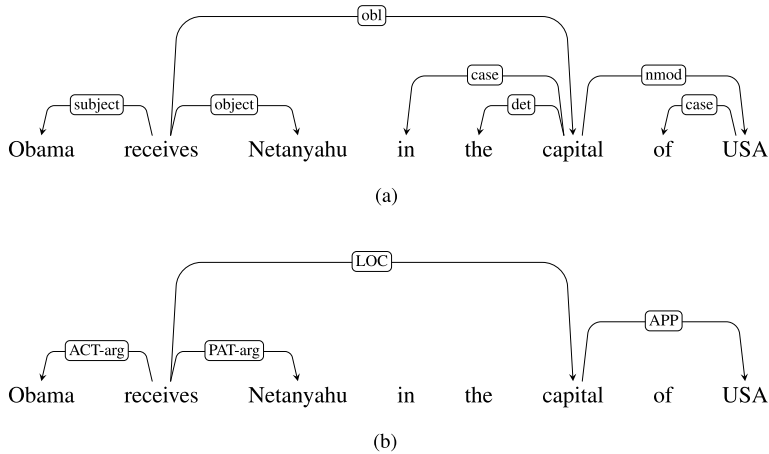 obl
case nmod
subject object det case
Obama receives Netanyahu in the capital of USA
(a)
LOC
APP
ACT-arg PAT-arg
Obama receives Netanyahu in the capital of USA
(b)